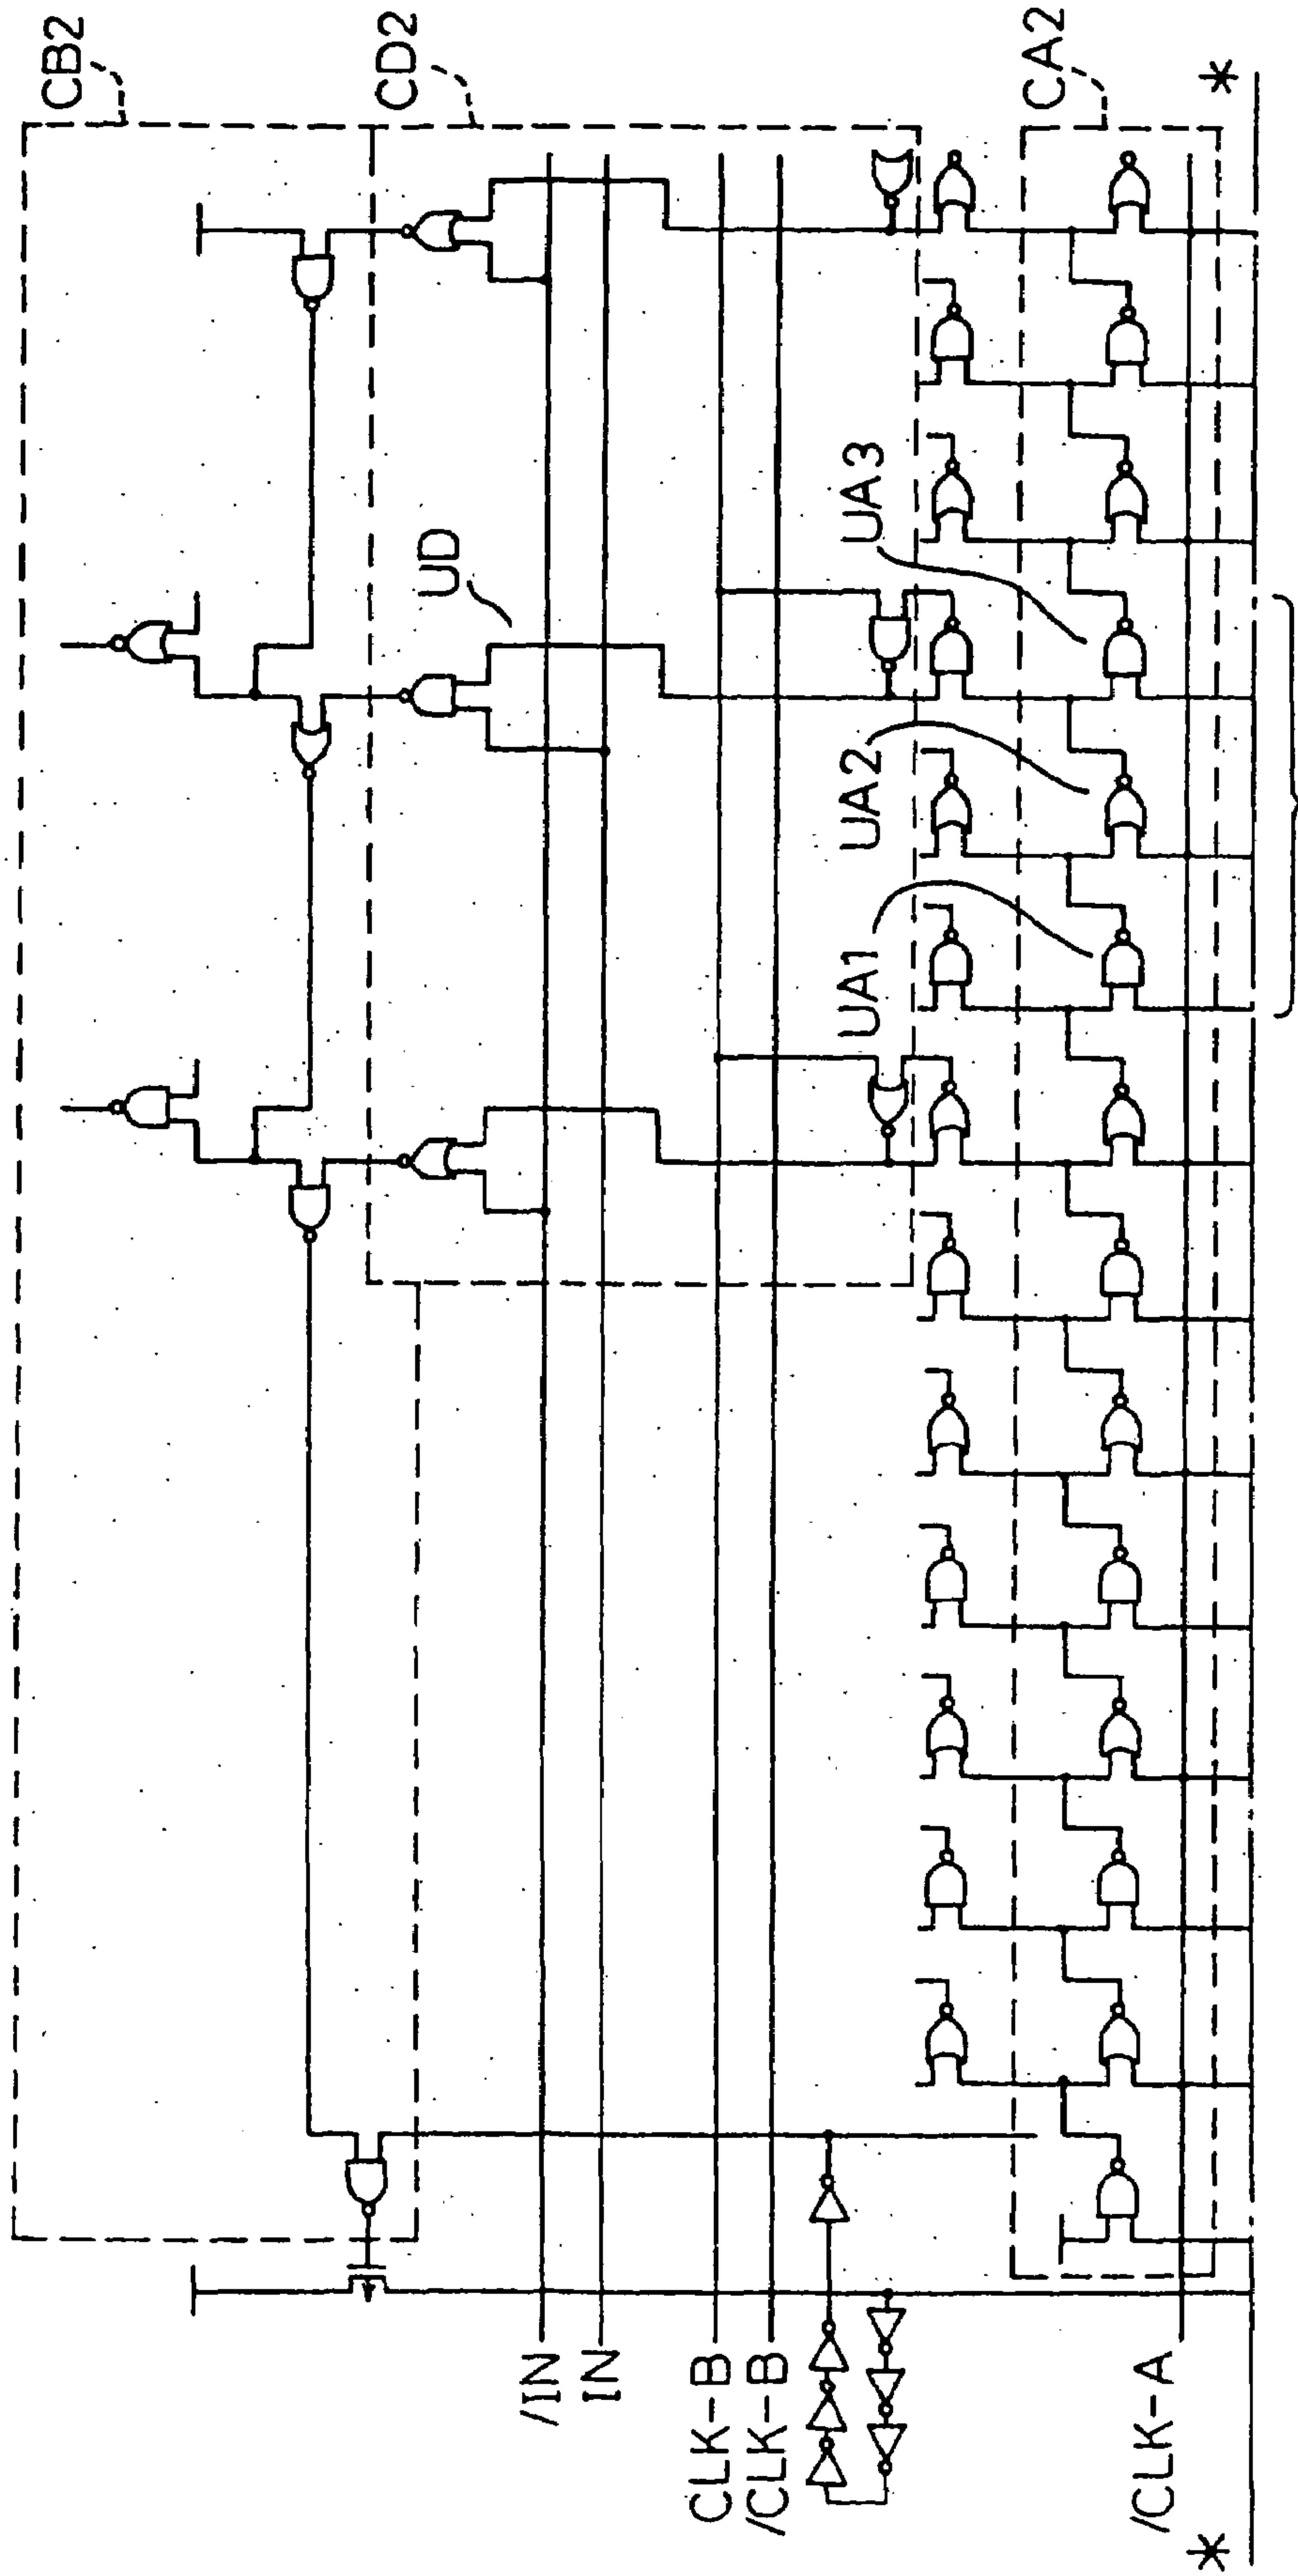 CB2
CD2
CA2
*
UD
UA3
UA2
UA1
/IN
IN
CLK-B
/CLK-B
/CLK-A
*